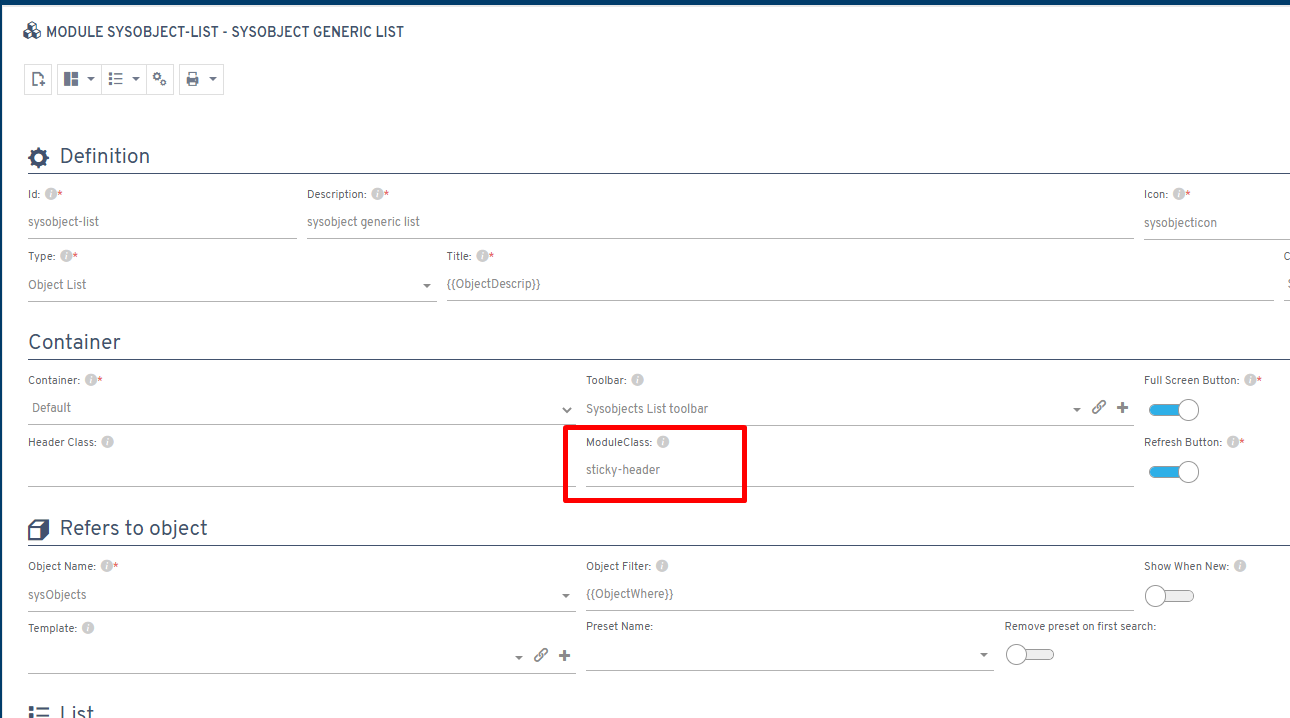 MODULE SYSOBJECT-LIST - SYSOBJECT GENERIC LIST
Definition
Id: * Description: * Icon: *
sysobject-list sysobject generic list sysobjecticon
Type: * Title: * C
Object List {{ObjectDescrip}} S
Container
Container: * Toolbar: Full Screen Button: *
Default Sysobjects List toolbar
Header Class: ModuleClass: Refresh Button: *
sticky-header
Refers to object
Object Name: * Object Filter: Show When New:
sysObjects {{ObjectWhere}}
Template: Preset Name: Remove preset on first search:
List